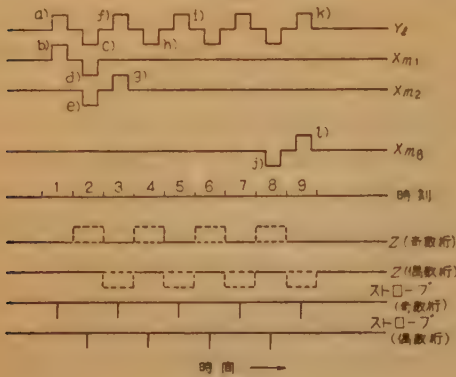 a) f) i) k) Yℓ
b) c) h) Xm1
d) g)
e) Xm2
l)
j) Xm8
1 2 3 4 5 6 7 8 9 時刻
Z(奇数桁)
Z(偶数桁)
ストローブ
(奇数桁)
ストローブ
(偶数桁)
時間